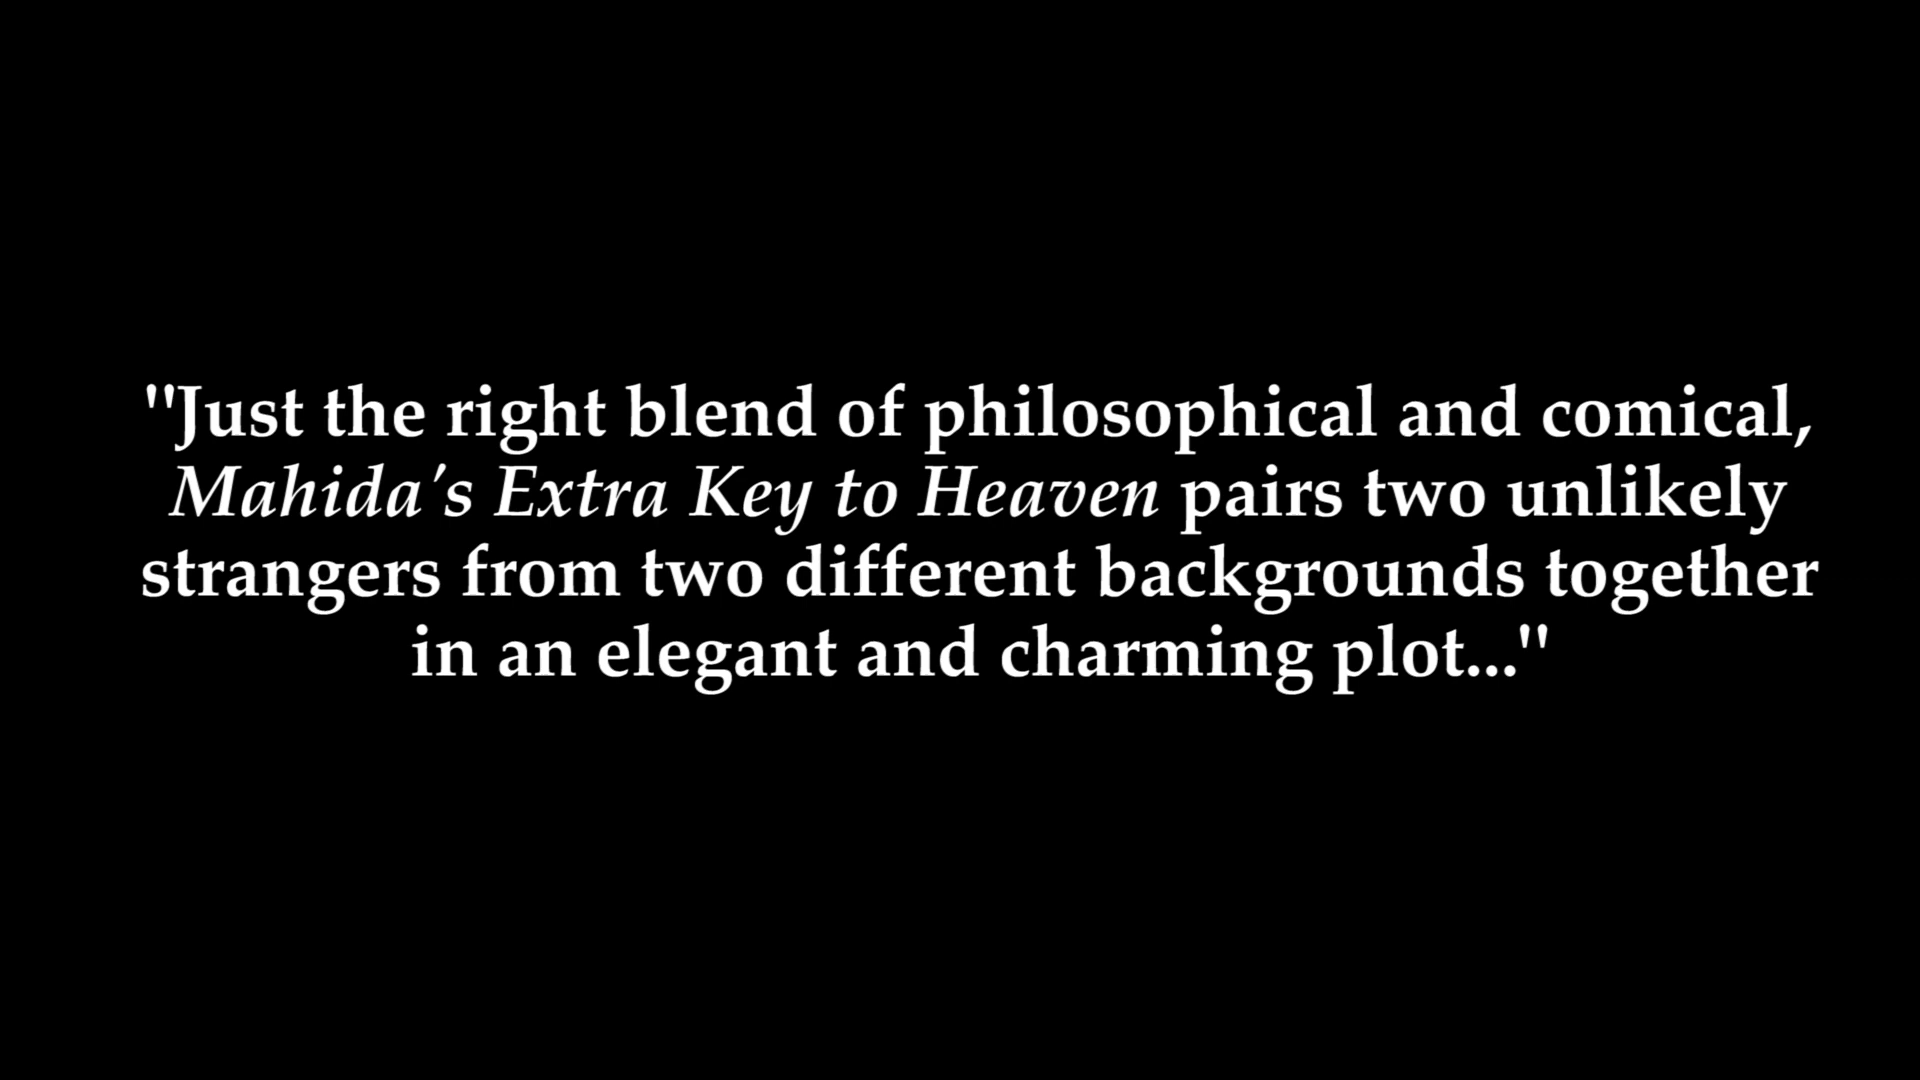 "Just the right blend of philosophical and comical,
Mahida's Extra Key to Heaven pairs two unlikely
strangers from two different backgrounds together
in an elegant and charming plot..."